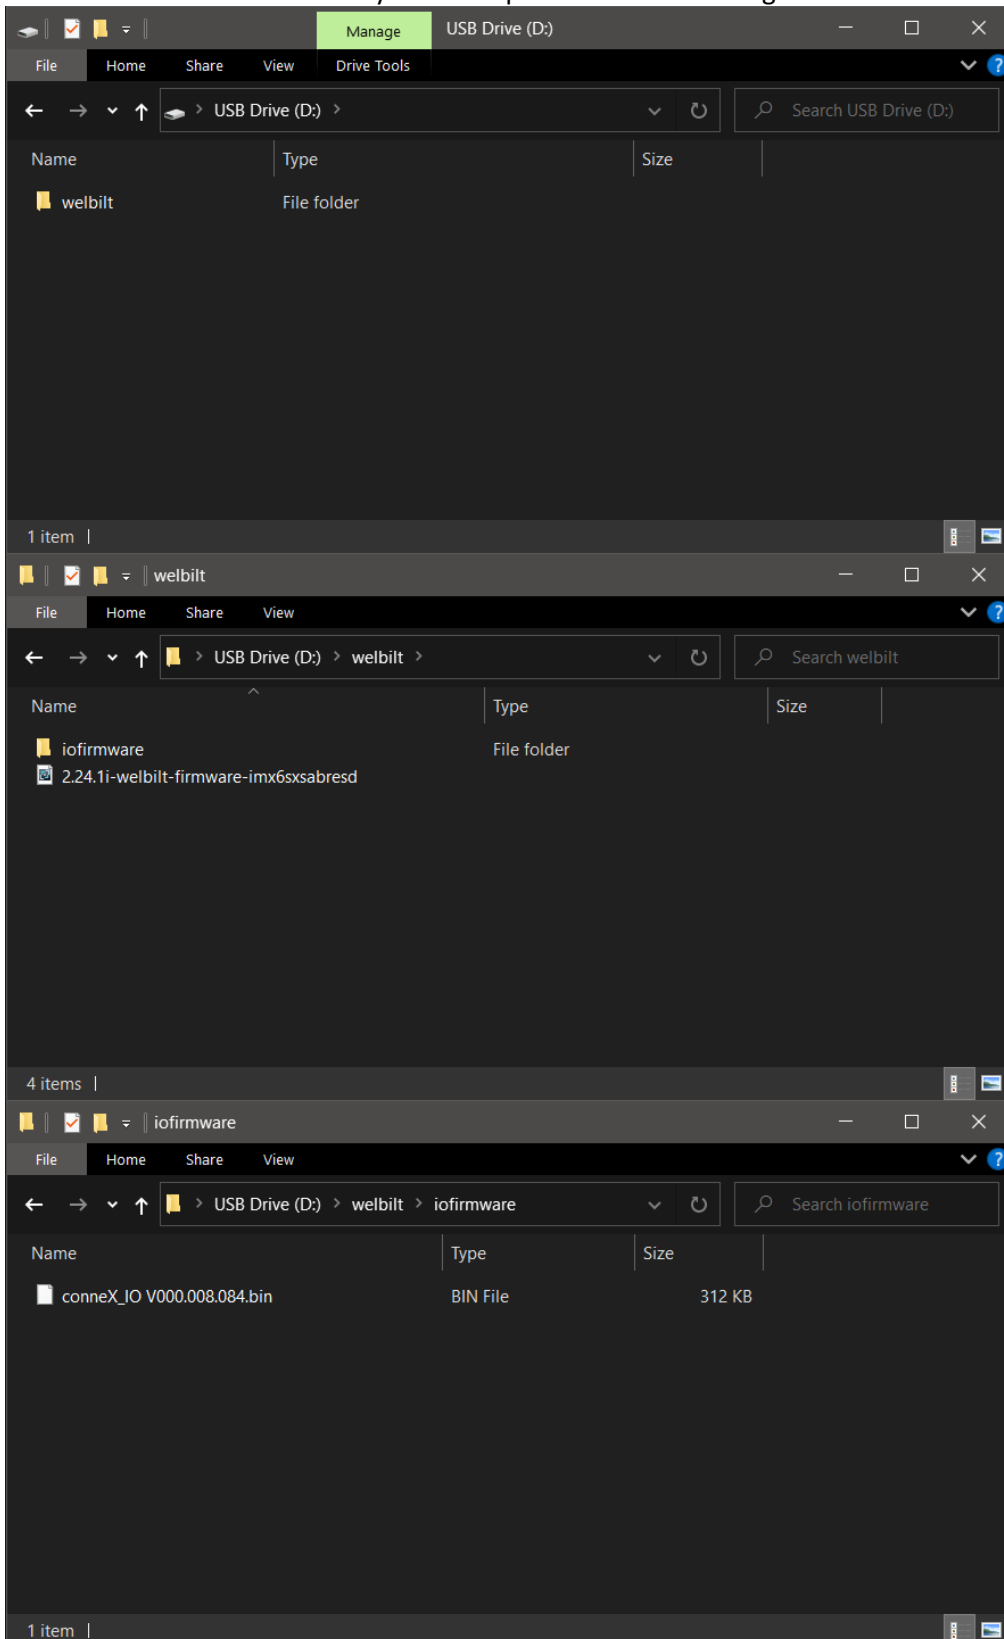 Manage USB Drive (D:)
File Home Share View Drive Tools
USB Drive (D:) Search USB Drive (D:)
Name Type Size
welbilt File folder
1 item
welbilt
File Home Share View
USB Drive (D:) welbilt Search welbilt
Name Type Size
iofirmware File folder
2.24.1i-welbilt-firmware-imx6sxsabresd
4 items
iofirmware
File Home Share View
USB Drive (D:) welbilt iofirmware Search iofirmware
Name Type Size
conneX_IO V000.008.084.bin BIN File 312 KB
1 item